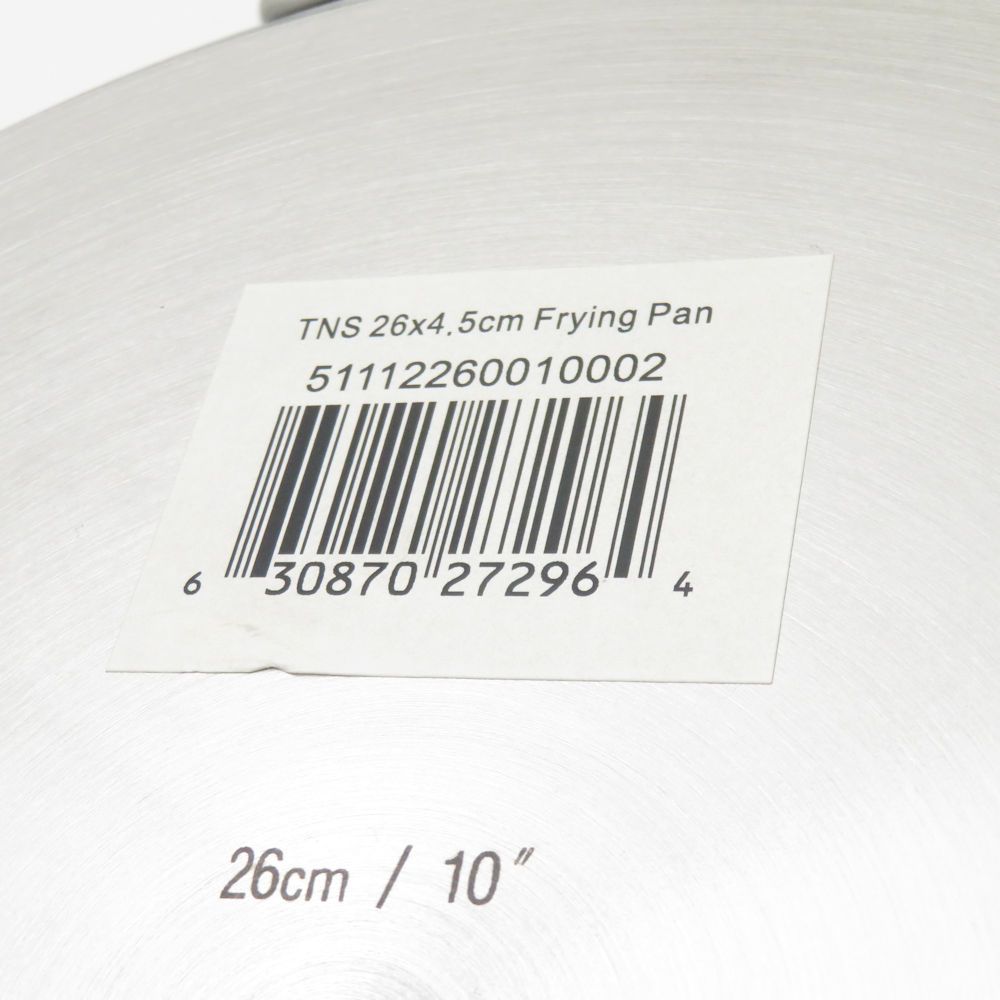 TNS 26x4.5cm Frying Pan
51112260010002
6 30870 27296 4
26cm / 10"